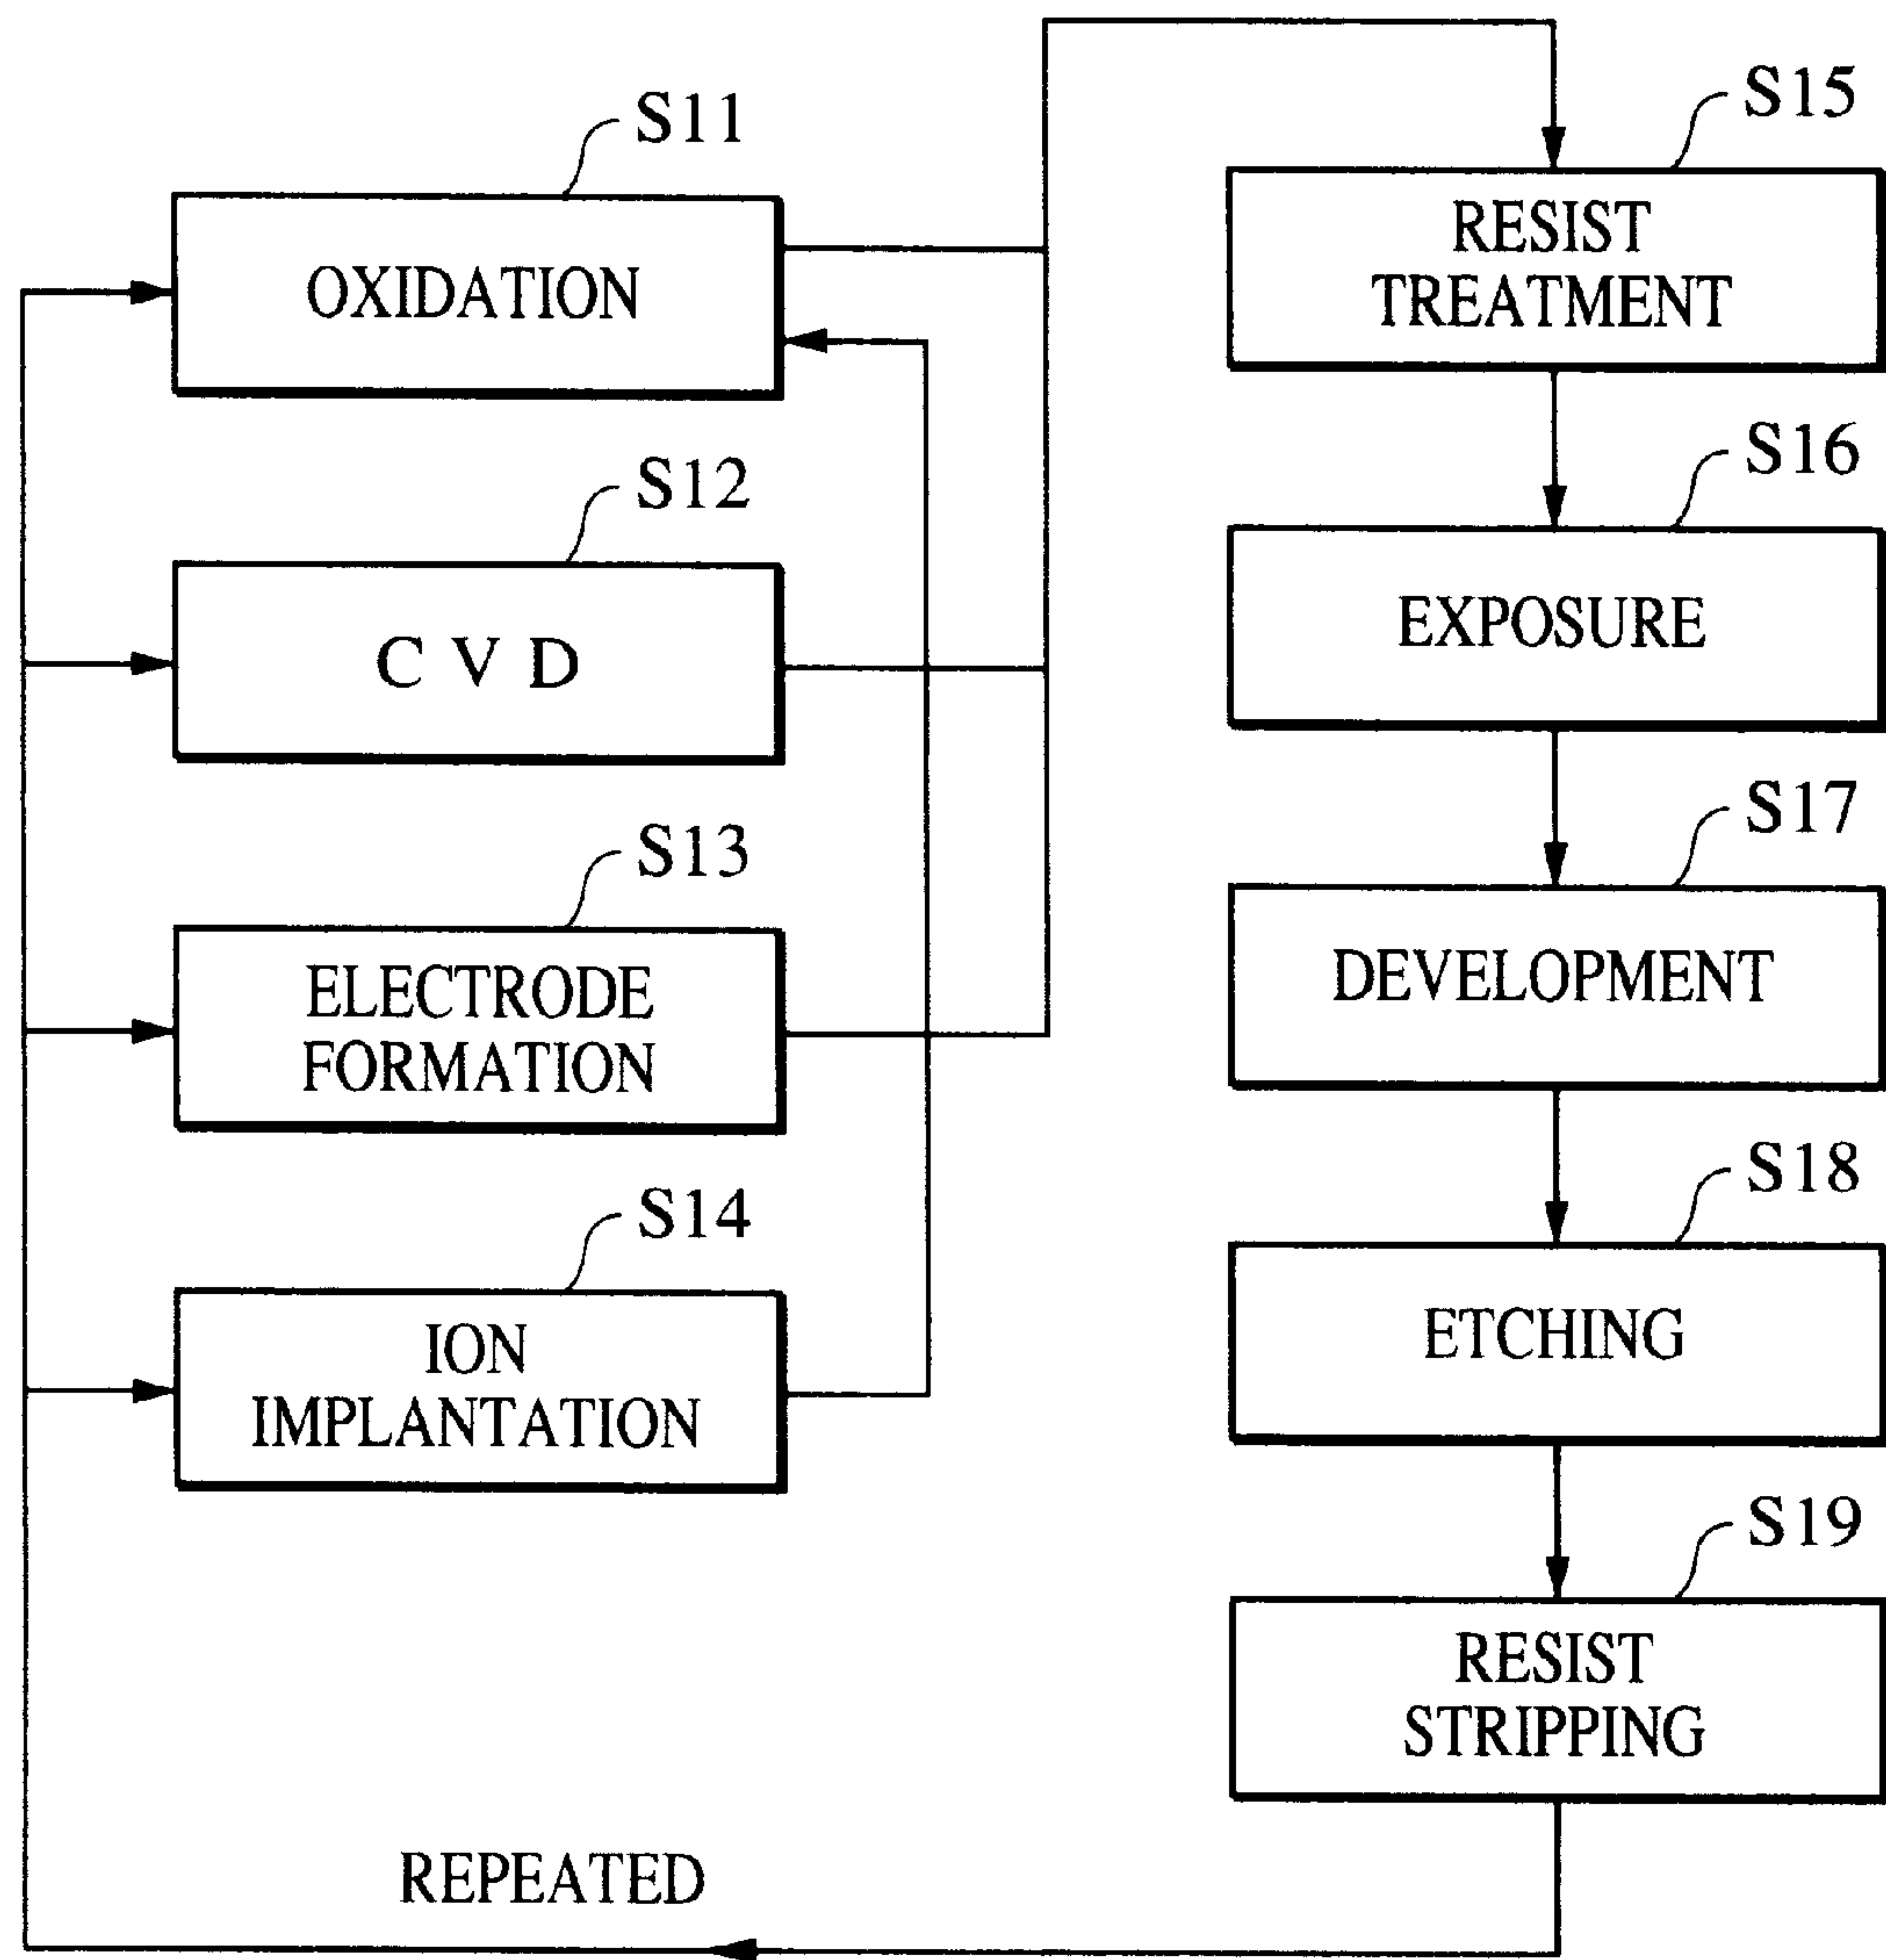 S11
OXIDATION
S12
C V D
S13
ELECTRODE
FORMATION
S14
ION
IMPLANTATION
S15
RESIST
TREATMENT
S16
EXPOSURE
S17
DEVELOPMENT
S18
ETCHING
S19
RESIST
STRIPPING
REPEATED